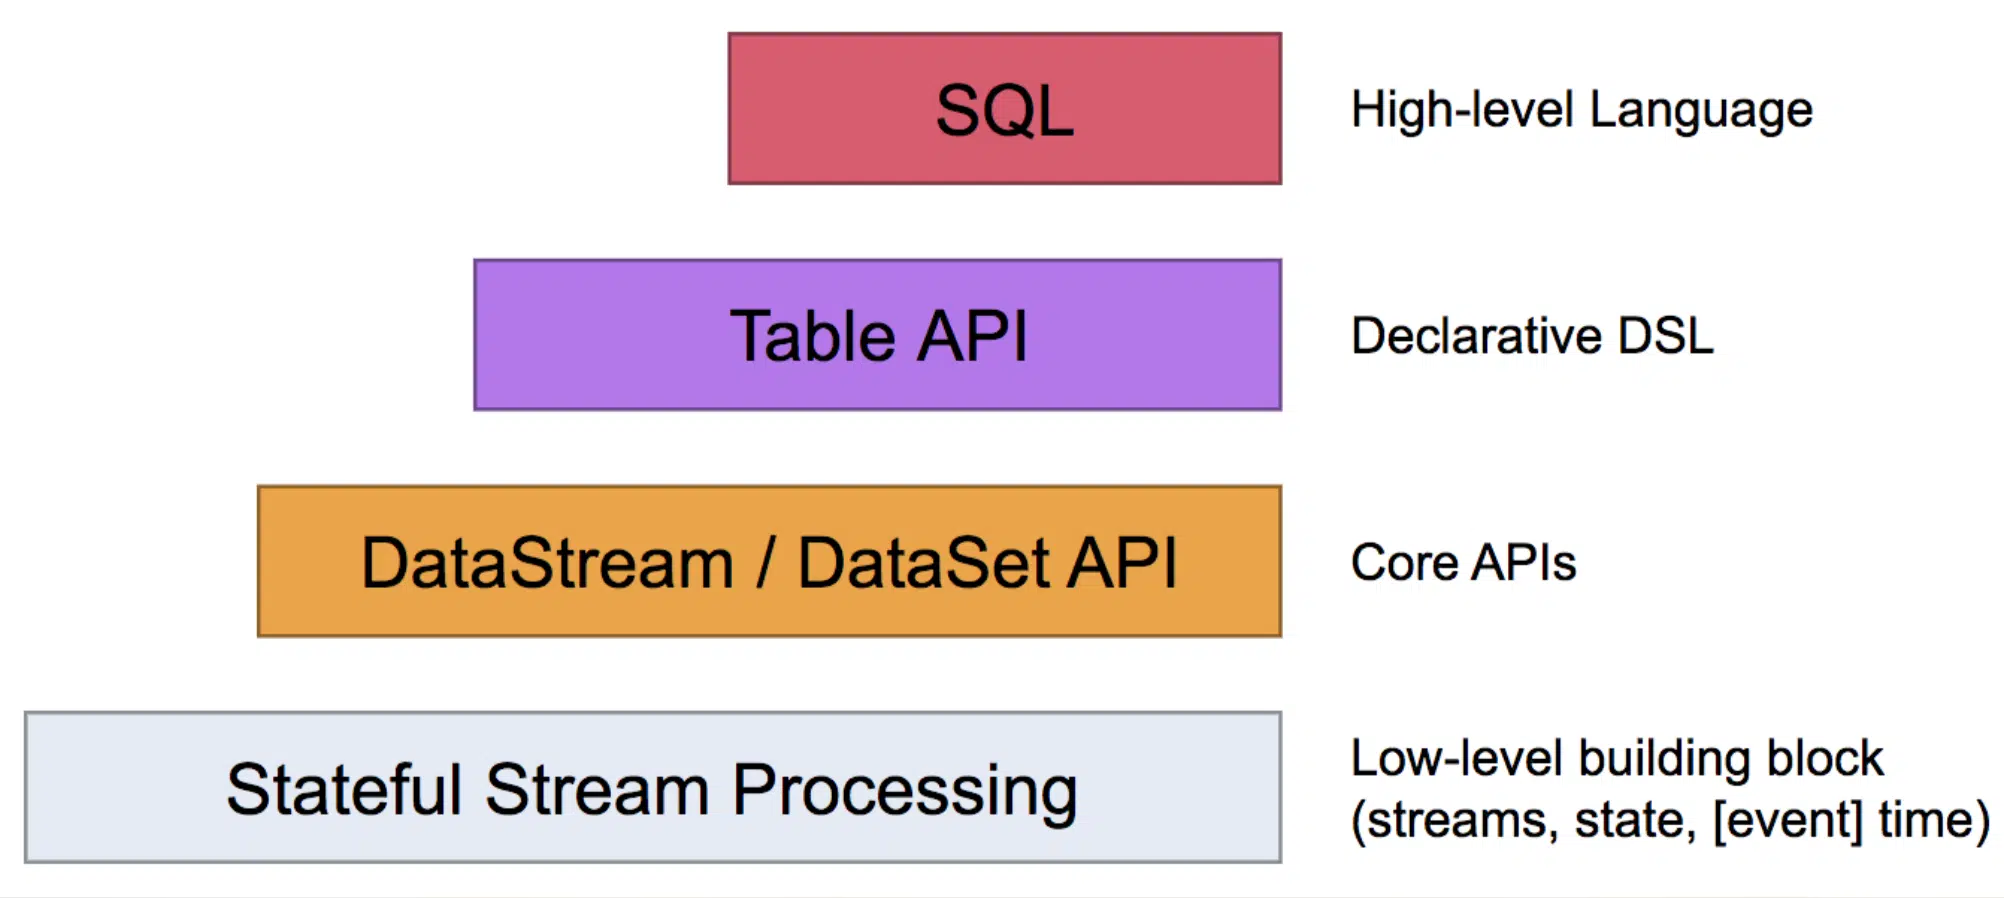 SQL
High-level Language
Table API
Declarative DSL
DataStream / DataSet API
Core APIs
Stateful Stream Processing
Low-level building block
(streams, state, [event] time)